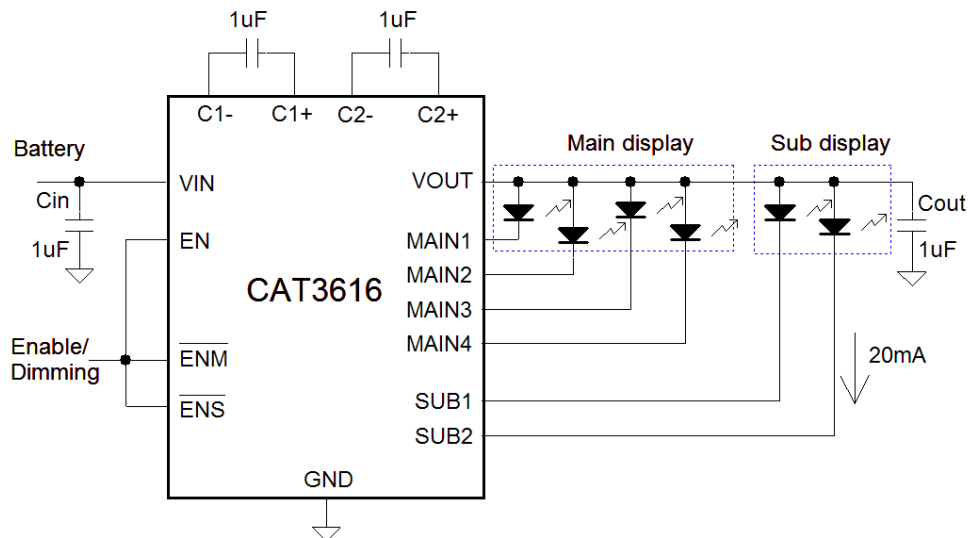 1uF
1uF
C1-
C1+
C2-
C2+
Main display
Sub display
Battery
VIN
VOUT
Cin
Cout
1uF
EN
MAIN1
1uF
MAIN2
CAT3616
MAIN3
MAIN4
Enable/
Dimming
ENM
20mA
ENS
SUB1
SUB2
GND